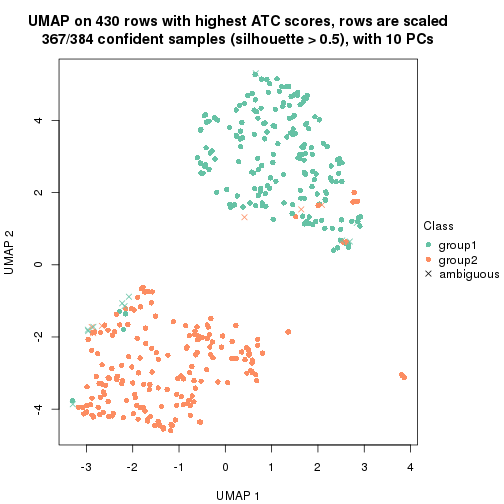 UMAP on 430 rows with highest ATC scores, rows are scaled
367/384 confident samples (silhouette > 0.5), with 10 PCs
4
2
0
-2
-4
UMAP 2
-3
-2
-1
0
1
2
3
4
UMAP 1
Class
group1
group2
ambiguous